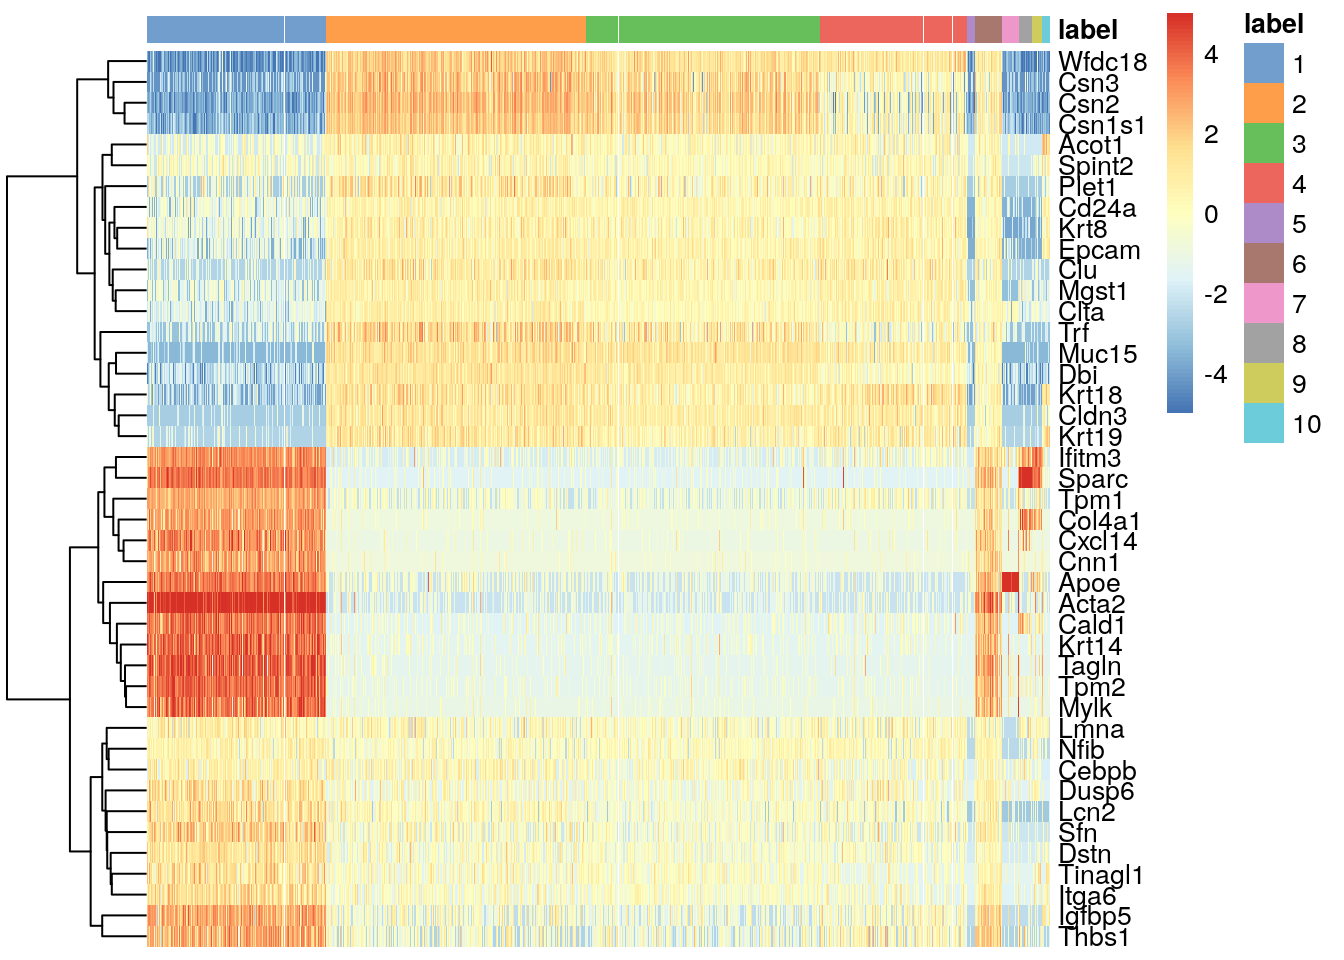 label
Wfdc18
Csn3
Csn2
Csn1s1
Acot1
Spint2
Plet1
Cd24a
Krt8
Epcam
Clu
Mgst1
Clta
Trf
Muc15
Dbi
Krt18
Cldn3
Krt19
Ifitm3
Sparc
Tpm1
Col4a1
Cxcl14
Cnn1
Apoe
Acta2
Cald1
Krt14
Tagln
Tpm2
Mylk
Lmna
Nfib
Cebpb
Dusp6
Lcn2
Sfn
Dstn
Tinagl1
Itga6
Igfbp5
Thbs1
4
2
0
-2
-4
label
1
2
3
4
5
6
7
8
9
10